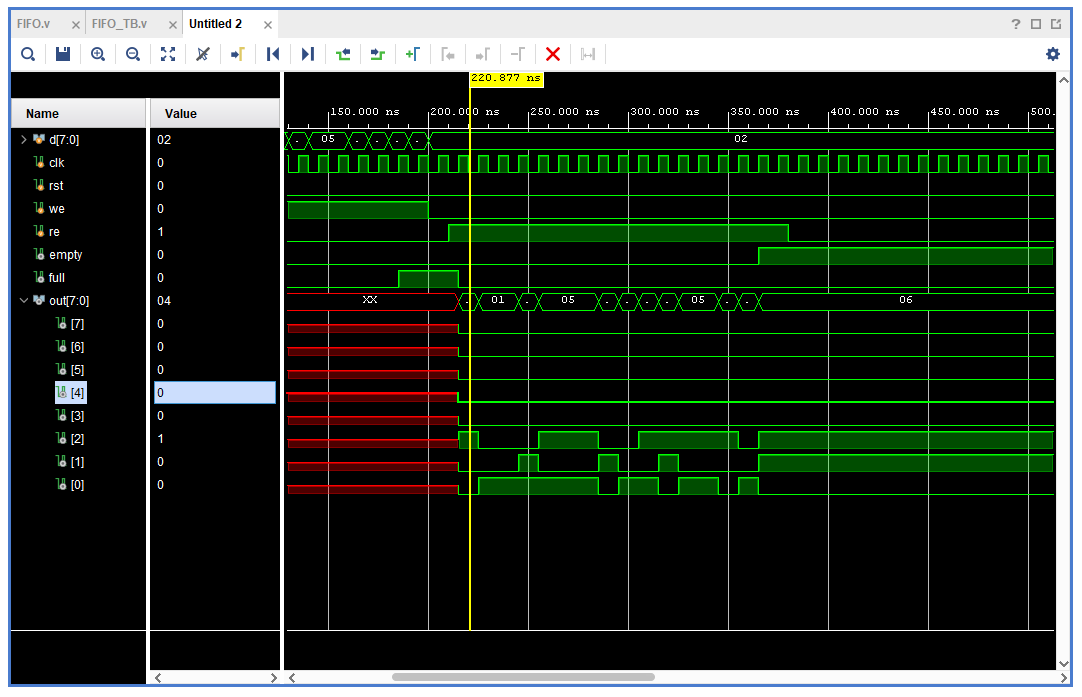 FIFO.v × FIFO_TB.v × Untitled 2 × ?
220.877 ns
Name Value 150.000 ns 200.000 ns 250.000 ns 300.000 ns 350.000 ns 400.000 ns 450.000 ns 500.
d[7:0] 02 . 05 . . . . 02
clk 0
rst 0
we 0
re 1
empty 0
full 0
out[7:0] 04 XX . 01 . 05 . . . . 05 . . 06
[7] 0
[6] 0
[5] 0
[4] 0
[3] 0
[2] 1
[1] 0
[0] 0